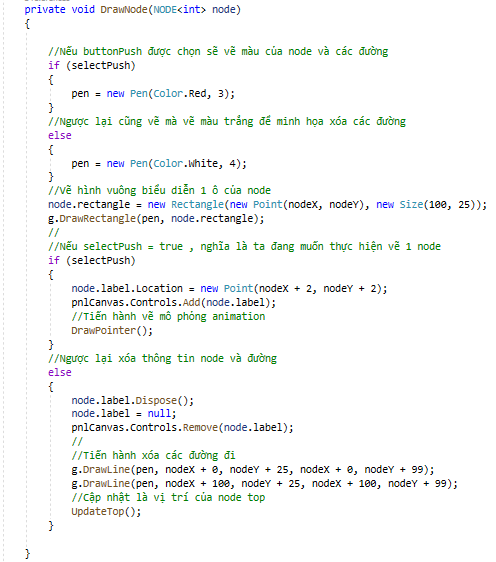 private void DrawNode(NODE<int> node)
{
//Nếu buttonPush được chọn sẽ vẽ màu của node và các đường
if (selectPush)
{
pen = new Pen(Color.Red, 3);
}
//Ngược lại cũng vẽ mà vẽ màu trắng để minh họa xóa các đường
else
{
pen = new Pen(Color.White, 4);
}
//Vẽ hình vuông biểu diễn 1 ô của node
node.rectangle = new Rectangle(new Point(nodeX, nodeY), new Size(100, 25));
g.DrawRectangle(pen, node.rectangle);
//
//Nếu selectPush = true , nghĩa là ta đang muốn thực hiện vẽ 1 node
if (selectPush)
{
node.label.Location = new Point(nodeX + 2, nodeY + 2);
pnlCanvas.Controls.Add(node.label);
//Tiến hành vẽ mô phỏng animation
DrawPointer();
}
//Ngược lại xóa thông tin node và đường
else
{
node.label.Dispose();
node.label = null;
pnlCanvas.Controls.Remove(node.label);
//
//Tiến hành xóa các đường đi
g.DrawLine(pen, nodeX + 0, nodeY + 25, nodeX + 0, nodeY + 99);
g.DrawLine(pen, nodeX + 100, nodeY + 25, nodeX + 100, nodeY + 99);
//Cập nhật là vị trí của node top
UpdateTop();
}
}